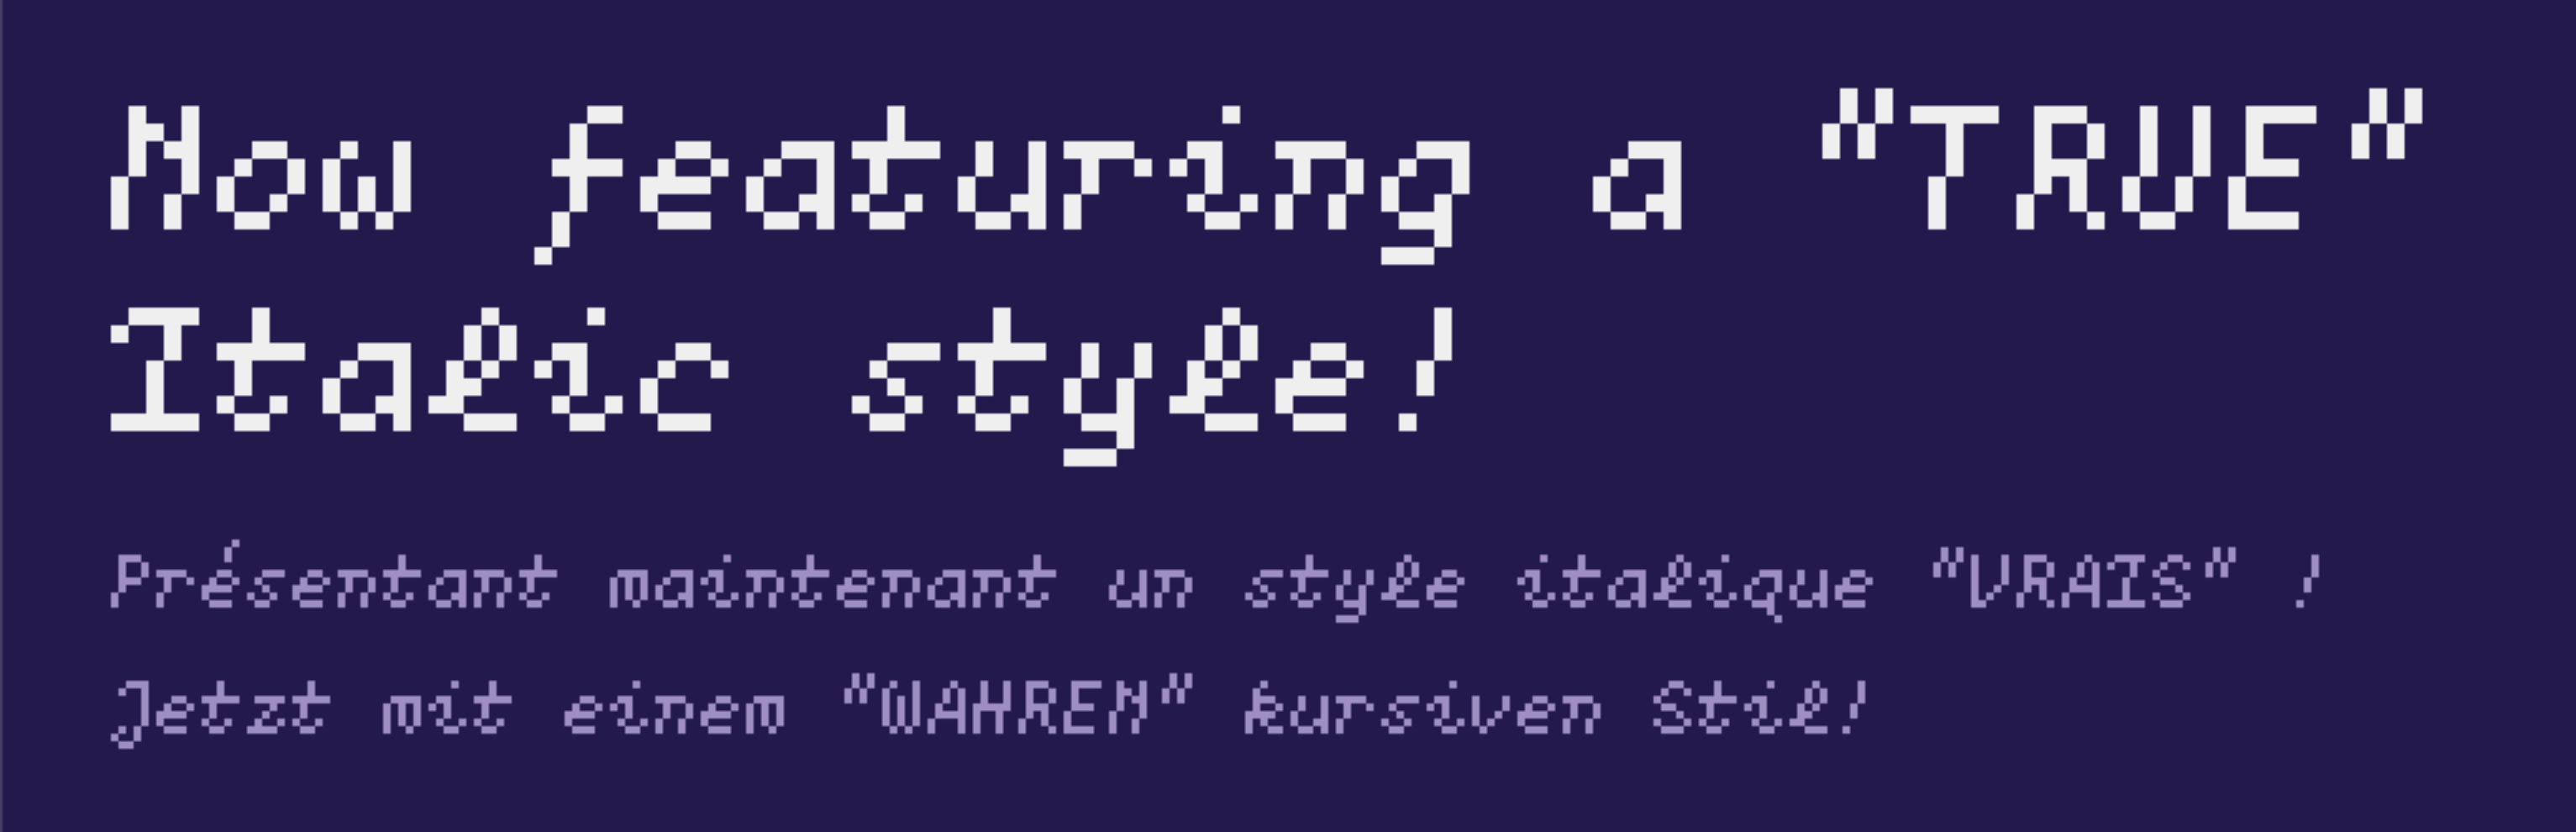 Now featuring a "TRUE"
Italic style!
Présentant maintenant un style italique "VRAIS" !
Jetzt mit einem "WAHREN" kursiven Stil!